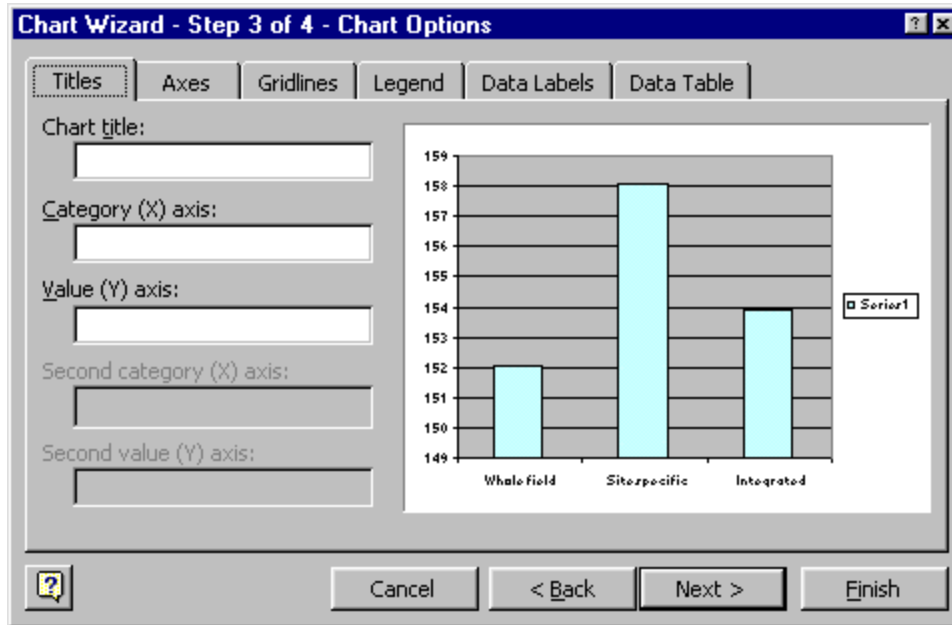 Chart Wizard - Step 3 of 4 - Chart Options
Titles Axes Gridlines Legend Data Labels Data Table
Chart title:
Category (X) axis:
Value (Y) axis:
Second category (X) axis:
Second value (Y) axis:
159
158
157
156
155
154
153
152
151
150
149
Whole field Site specific Integrated
Series1
Cancel < Back Next > Finish